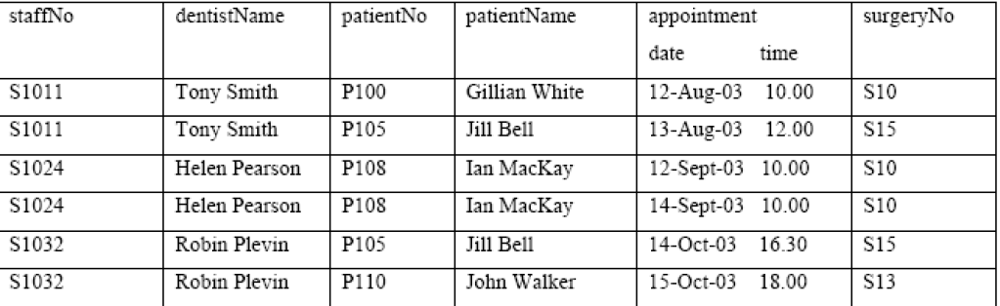 staffNo dentistName patientNo patientName appointment surgeryNo
date time
S1011 Tony Smith P100 Gillian White 12-Aug-03 10.00 S10
S1011 Tony Smith P105 Jill Bell 13-Aug-03 12.00 S15
S1024 Helen Pearson P108 Ian MacKay 12-Sept-03 10.00 S10
S1024 Helen Pearson P108 Ian MacKay 14-Sept-03 10.00 S10
S1032 Robin Plevin P105 Jill Bell 14-Oct-03 16.30 S15
S1032 Robin Plevin P110 John Walker 15-Oct-03 18.00 S13